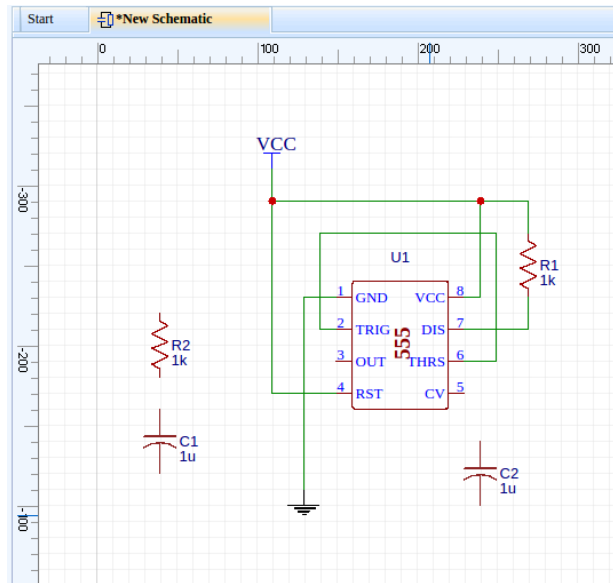 Start *New Schematic
0 100 200 300
-300
-200
-100
VCC
U1
1 GND VCC 8
2 TRIG DIS 7
3 OUT THRS 6
4 RST CV 5
555
R1
1k
R2
1k
C1
1u
C2
1u